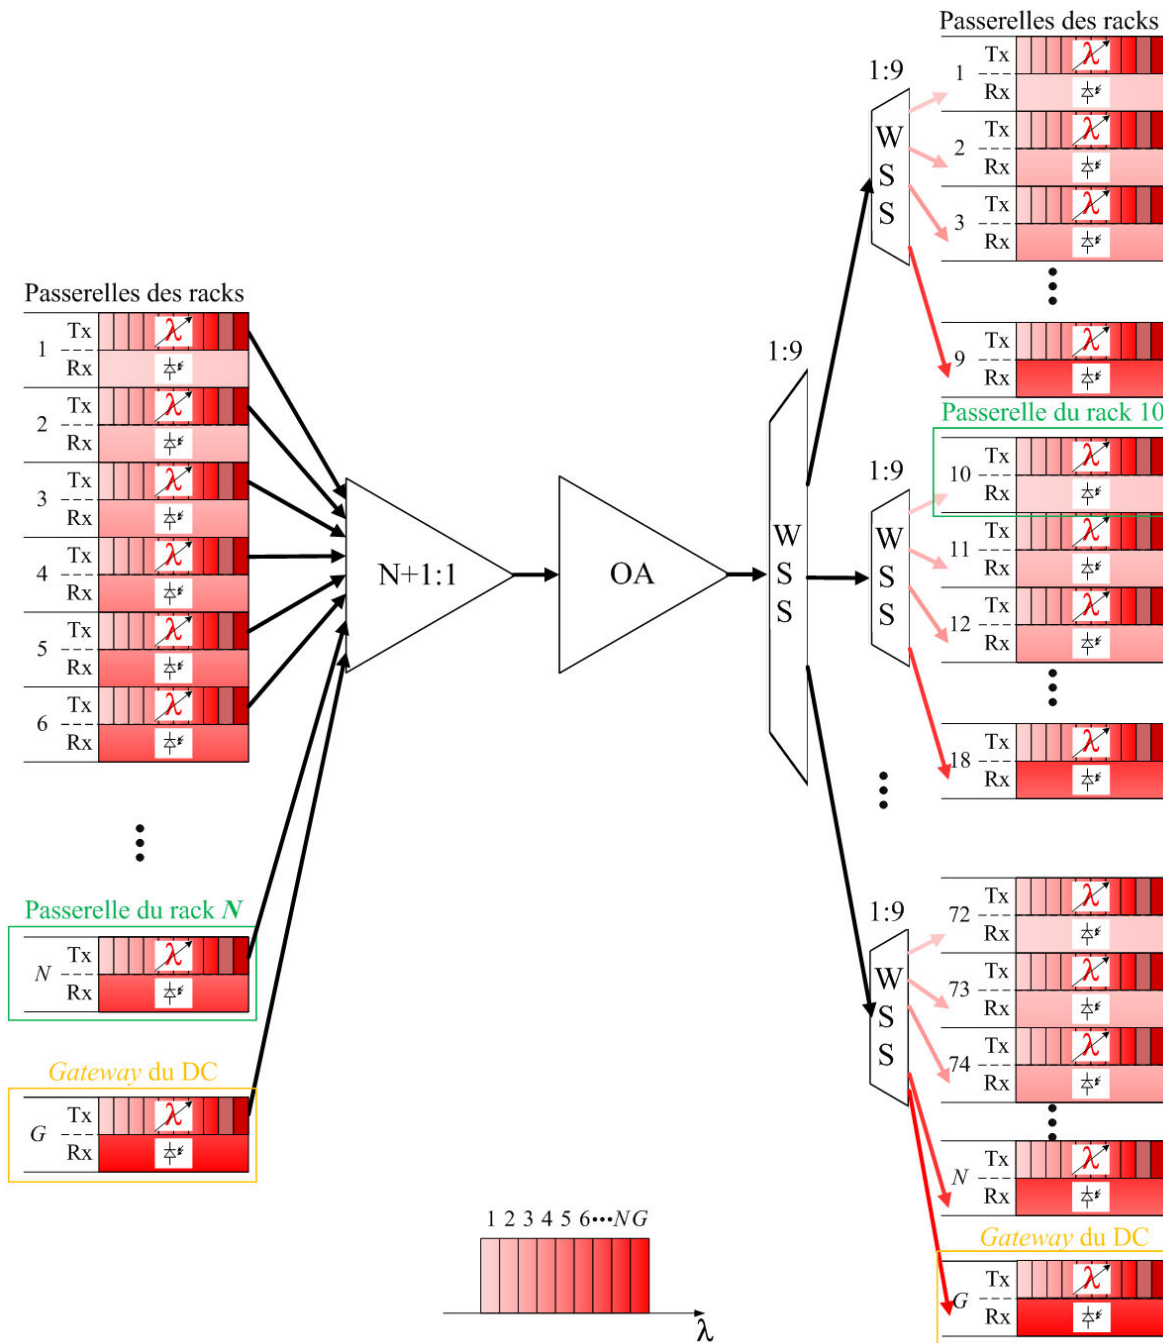 Passerelles des racks
1:9
1 Tx
Rx
2 Tx
Rx
3 Tx
Rx
9 Tx
Rx
W
S
S
Passerelles des racks
1 Tx λ
Rx
2 Tx λ
Rx
3 Tx λ
Rx
4 Tx λ
Rx
5 Tx λ
Rx
6 Tx λ
Rx
Passerelle du rack N
N Tx λ
Rx
Gateway du DC
G Tx λ
Rx
N+1:1
OA
1:9
W
S
S
Passerelle du rack 10
1:9
W
S
S
10 Tx λ
Rx
11 Tx λ
Rx
12 Tx λ
Rx
18 Tx λ
Rx
1:9
W
S
S
72 Tx λ
Rx
73 Tx λ
Rx
74 Tx λ
Rx
N Tx λ
Rx
Gateway du DC
G Tx λ
Rx
1 2 3 4 5 6•••N G
λ